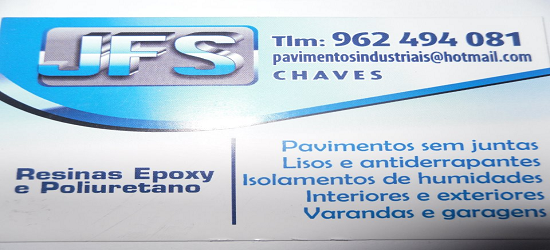 JFS
Tlm: 962 494 081
pavimentosindustriais@hotmail.com
CHAVES
Resinas Epoxy
e Poliuretano
Pavimentos sem juntas
Lisos e antiderrapantes
Isolamentos de humidades
Interiores e exteriores
Varandas e garagens